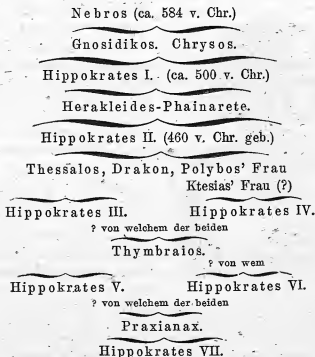 Nebros (ca. 584 v. Chr.)
Gnosidikos. Chrysos.
Hippokrates I. (ca. 500 v. Chr.)
Herakleides-Phainarete.
Hippokrates II. (460 v. Chr. geb.)
Thessalos, Drakon, Polybos' Frau
Ktesias' Frau (?)
Hippokrates III. Hippokrates IV.
? von welchem der beiden
Thymbraios.
? von wem
Hippokrates V. Hippokrates VI.
? von welchem der beiden
Praxianax.
Hippokrates VII.